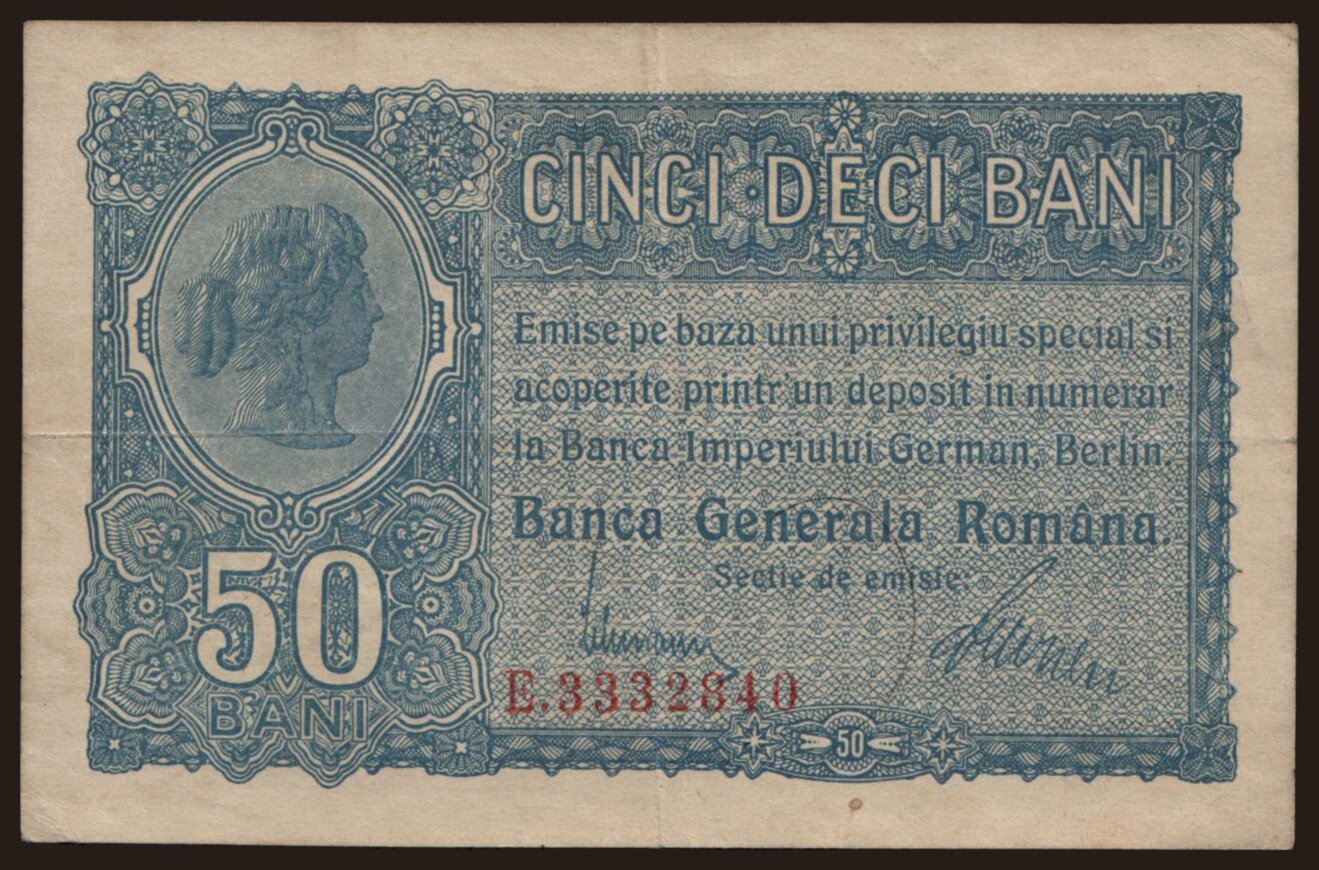 CINCI DECI BANI
Emise pe baza unui privilegiu special si
acoperite printr'un deposit in numerar
la Banca Imperiului German, Berlin.
Banca Generala Româna.
Sectie de emisie:
E.3332840
50
BANI
50